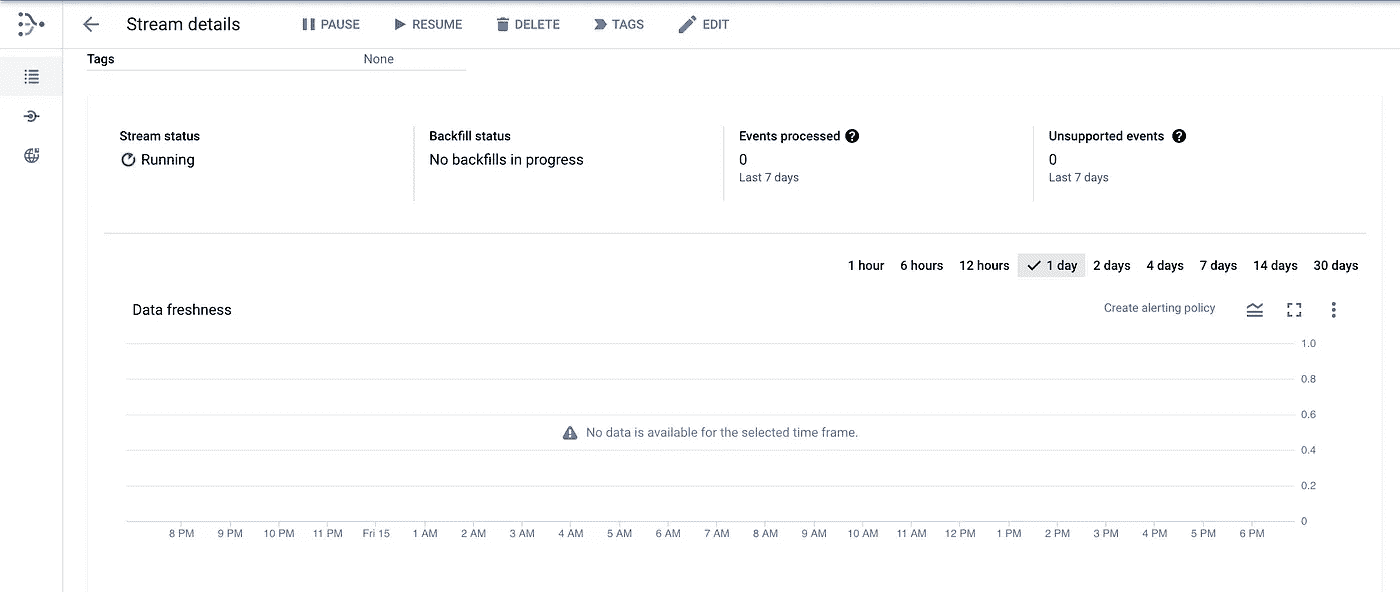 Stream details PAUSE RESUME DELETE TAGS EDIT
Tags None
Stream status Backfill status Events processed ? Unsupported events ?
Running No backfills in progress 0 0
Last 7 days Last 7 days
1 hour 6 hours 12 hours 1 day 2 days 4 days 7 days 14 days 30 days
Data freshness Create alerting policy
1.0
0.8
0.6
No data is available for the selected time frame.
0.4
0.2
0
8 PM 9 PM 10 PM 11 PM Fri 15 1 AM 2 AM 3 AM 4 AM 5 AM 6 AM 7 AM 8 AM 9 AM 10 AM 11 AM 12 PM 1 PM 2 PM 3 PM 4 PM 5 PM 6 PM